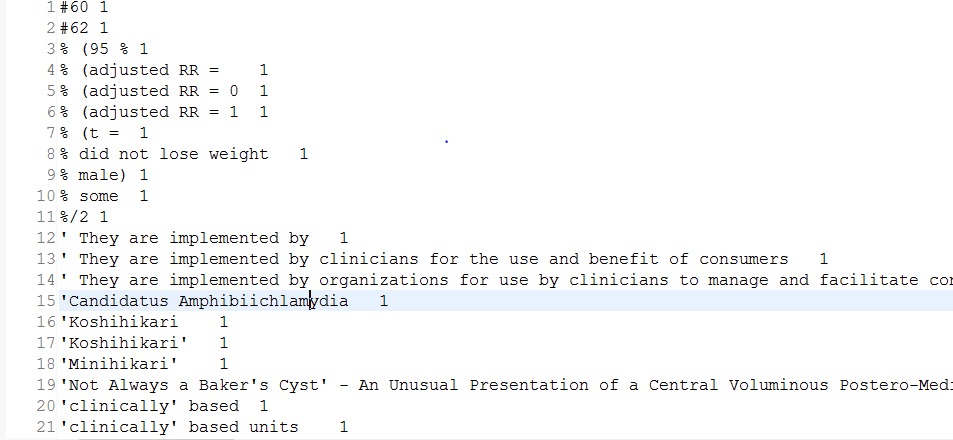 1 #60 1
2 #62 1
3 % (95 % 1
4 % (adjusted RR = 1
5 % (adjusted RR = 0 1
6 % (adjusted RR = 1 1
7 % (t = 1
8 % did not lose weight 1
9 % male) 1
10 % some 1
11 %/2 1
12 ' They are implemented by 1
13 ' They are implemented by clinicians for the use and benefit of consumers 1
14 ' They are implemented by organizations for use by clinicians to manage and facilitate cor
15 'Candidatus Amphibiichlamydia 1
16 'Koshihikari 1
17 'Koshihikari' 1
18 'Minihikari' 1
19 'Not Always a Baker's Cyst' – An Unusual Presentation of a Central Voluminous Postero-Medi
20 'clinically' based 1
21 'clinically' based units 1